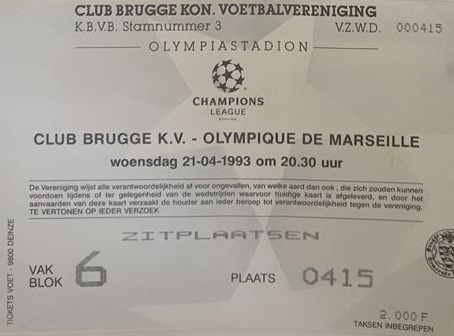 CLUB BRUGGE KON. VOETBALVERENIGING
K.B.V.B. Stamnummer 3 V.Z.W.D. 000415
OLYMPIASTADION
CHAMPIONS
LEAGUE
CLUB BRUGGE K.V. - OLYMPIQUE DE MARSEILLE
woensdag 21-04-1993 om 20.30 uur
De Vereniging wijst alle verantwoordelijkheid af voor ongevallen, van welke aard dan ook, die zich zouden kunnen
voordoen tijdens of ter gelegenheid van de wedstrijden waarvoor huidige kaart is afgeleverd, en door het
aanvaarden van deze kaart verzaakt de houder aan ieder beroep tot verantwoordelijkheid tegen de vereniging.
TE VERTONEN OP IEDER VERZOEK
ZITPLAATSEN
VAK
BLOK 6 PLAATS 0415
2.000 F
TAKSEN INBEGREPEN
TICKETS VOET - 9800 DEINZE